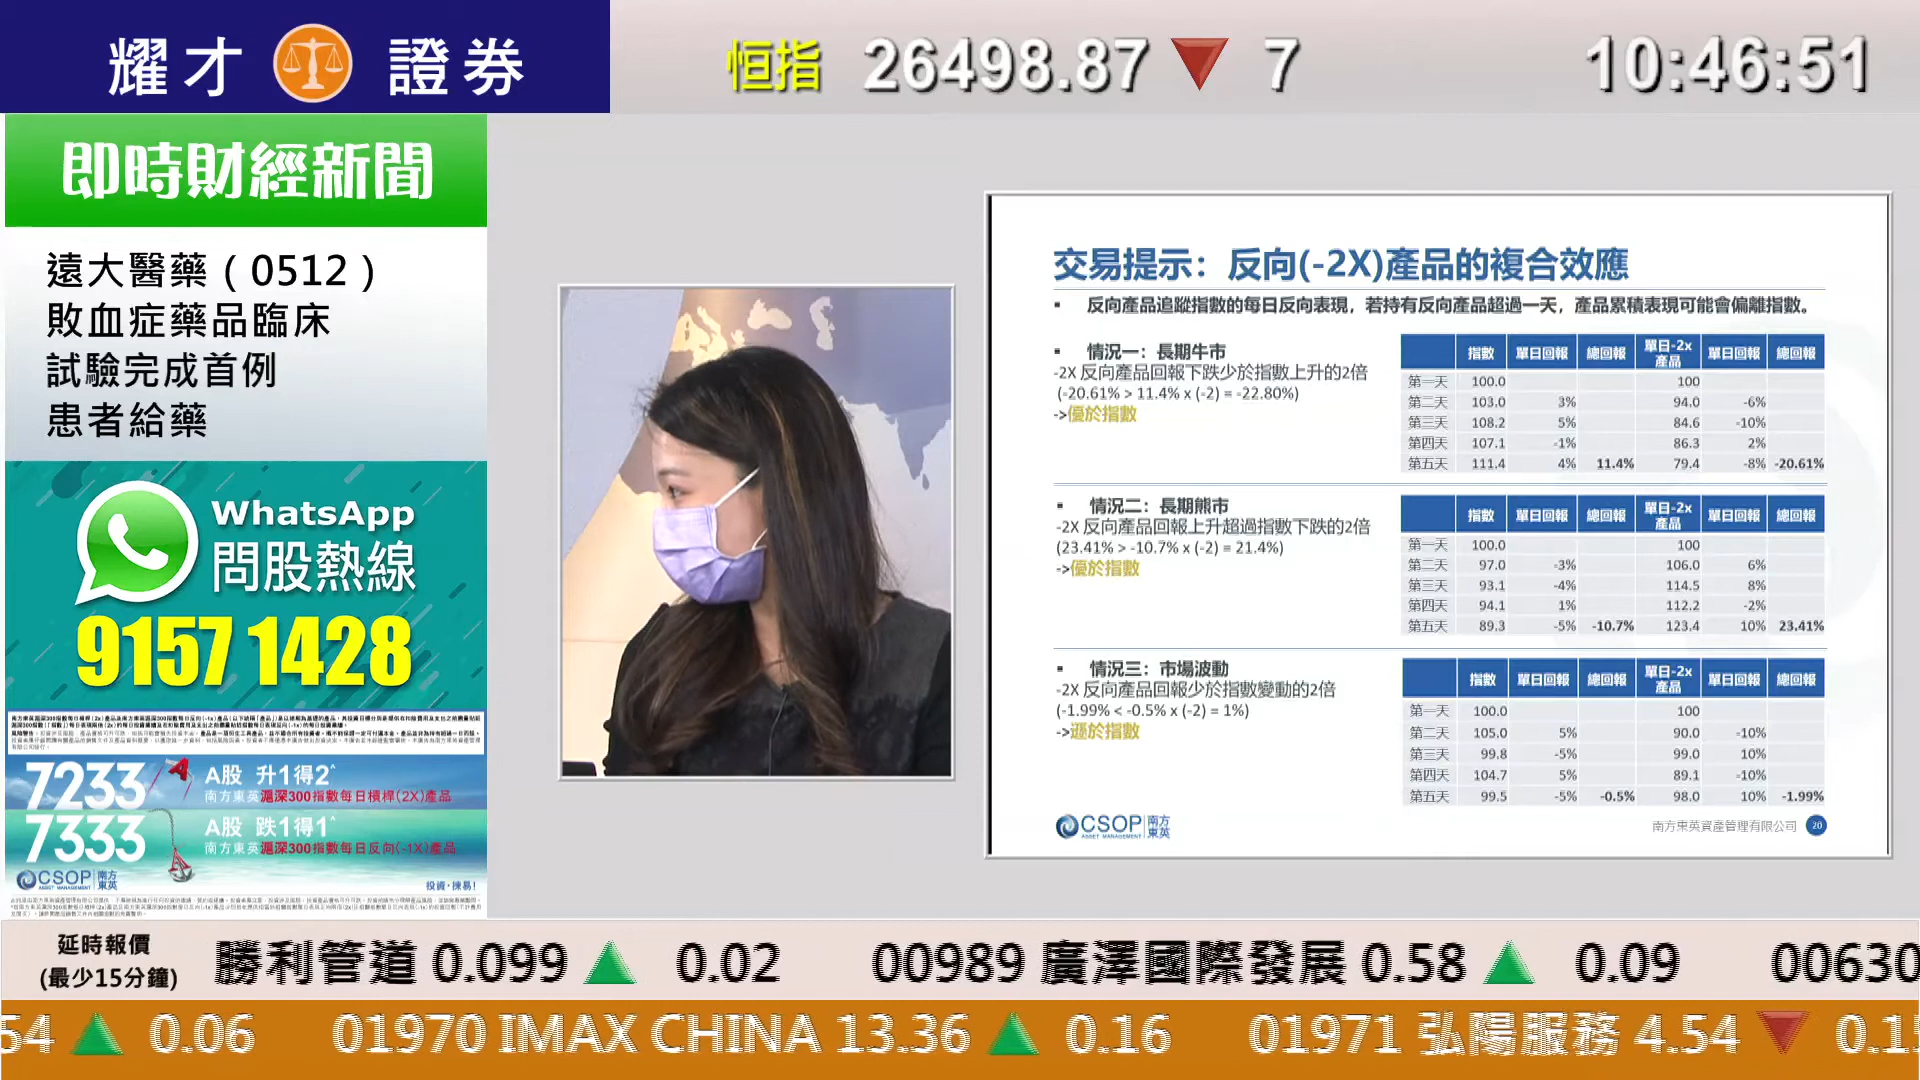 耀才證券
恒指 26498.87 ▼ 7
10:46:51
即時財經新聞
遠大醫藥（0512）
敗血症藥品臨床
試驗完成首例
患者給藥
WhatsApp
問股熱線
9157 1428
7233
A股 升1得2^
南方東英滬深300指數每日槓桿(2X)產品
7333
A股 跌1得1^
南方東英滬深300指數每日反向(-1X)產品
CSOP 南方東英
ASSET MANAGEMENT
投資·揀易!
交易提示：反向(-2X)產品的複合效應
▪ 反向產品追蹤指數的每日反向表現，若持有反向產品超過一天，產品累積表現可能會偏離指數。
▪ 情況一：長期牛市
-2X 反向產品回報下跌少於指數上升的2倍
(-20.61% > 11.4% x (-2) = -22.80%)
->優於指數
指數 單日回報 總回報 單日-2x產品 單日回報 總回報
第一天 100.0 100
第二天 103.0 3% 94.0 -6%
第三天 108.2 5% 84.6 -10%
第四天 107.1 -1% 86.3 2%
第五天 111.4 4% 11.4% 79.4 -8% -20.61%
▪ 情況二：長期熊市
-2X 反向產品回報上升超過指數下跌的2倍
(23.41% > -10.7% x (-2) = 21.4%)
->優於指數
指數 單日回報 總回報 單日-2x產品 單日回報 總回報
第一天 100.0 100
第二天 97.0 -3% 106.0 6%
第三天 93.1 -4% 114.5 8%
第四天 94.1 1% 112.2 -2%
第五天 89.3 -5% -10.7% 123.4 10% 23.41%
▪ 情況三：市場波動
-2X 反向產品回報少於指數變動的2倍
(-1.99% < -0.5% x (-2) = 1%)
->遜於指數
指數 單日回報 總回報 單日-2x產品 單日回報 總回報
第一天 100.0 100
第二天 105.0 5% 90.0 -10%
第三天 99.8 -5% 99.0 10%
第四天 104.7 5% 89.1 -10%
第五天 99.5 -5% -0.5% 98.0 10% -1.99%
CSOP 南方東英
ASSET MANAGEMENT
南方東英資產管理有限公司 20
延時報價
(最少15分鐘)
勝利管道 0.099 ▲ 0.02 00989 廣澤國際發展 0.58 ▲ 0.09 00630
54 ▲ 0.06 01970 IMAX CHINA 13.36 ▲ 0.16 01971 弘陽服務 4.54 ▼ 0.15